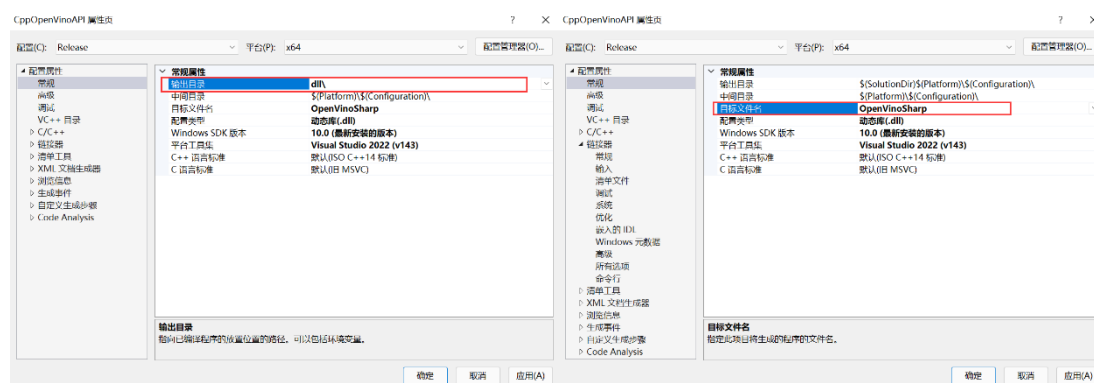 CppOpenVinoAPI 属性页
? ×
配置(C): Release
平台(P): x64
配置管理器(O)...
配置属性
常规
高级
调试
VC++ 目录
C/C++
链接器
清单工具
XML 文档生成器
浏览信息
生成事件
自定义生成步骤
Code Analysis
常规属性
输出目录 dll\
中间目录 $(Platform)\$(Configuration)\
目标文件名 OpenVinoSharp
配置类型 动态库(.dll)
Windows SDK 版本 10.0 (最新安装的版本)
平台工具集 Visual Studio 2022 (v143)
C++ 语言标准 默认(ISO C++14 标准)
C 语言标准 默认(旧 MSVC)
输出目录
指向已编译程序的放置位置的路径。可以包括环境变量。
确定 取消 应用(A)
CppOpenVinoAPI 属性页
? ×
配置(C): Release
平台(P): x64
配置管理器(O)...
配置属性
常规
高级
调试
VC++ 目录
C/C++
链接器
常规
输入
清单文件
调试
系统
优化
嵌入的 IDL
Windows 元数据
高级
所有选项
命令行
清单工具
XML 文档生成器
浏览信息
生成事件
自定义生成步骤
Code Analysis
常规属性
输出目录 $(SolutionDir)$(Platform)\$(Configuration)\
中间目录 $(Platform)\$(Configuration)\
目标文件名 OpenVinoSharp
配置类型 动态库(.dll)
Windows SDK 版本 10.0 (最新安装的版本)
平台工具集 Visual Studio 2022 (v143)
C++ 语言标准 默认(ISO C++14 标准)
C 语言标准 默认(旧 MSVC)
目标文件名
指定此项目将生成的程序的文件名。
确定 取消 应用(A)